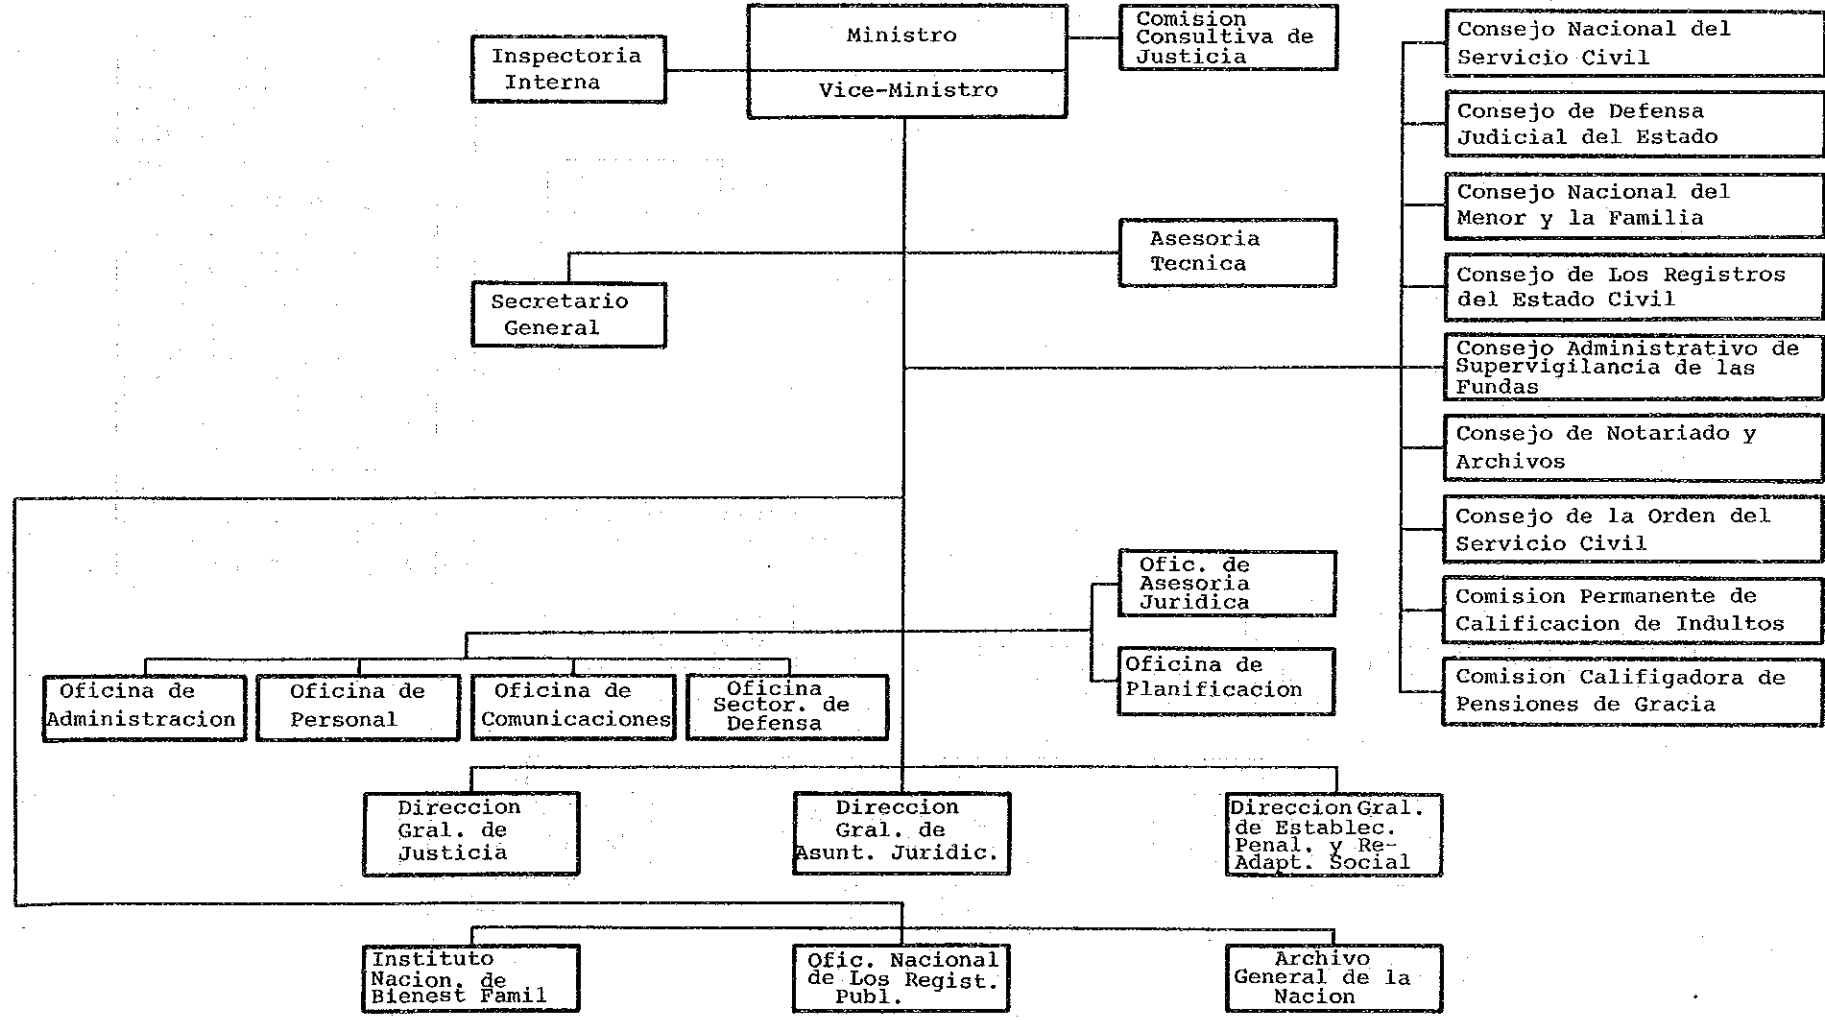 Ministro
Vice-Ministro
Inspectoria
Interna
Comision
Consultiva de
Justicia
Asesoria
Tecnica
Secretario
General
Consejo Nacional del
Servicio Civil
Consejo de Defensa
Judicial del Estado
Consejo Nacional del
Menor y la Familia
Consejo de Los Registros
del Estado Civil
Consejo Administrativo de
Supervigilancia de las
Fundas
Consejo de Notariado y
Archivos
Consejo de la Orden del
Servicio Civil
Comision Permanente de
Calificacion de Indultos
Comision Califigadora de
Pensiones de Gracia
Ofic. de
Asesoria
Juridica
Oficina de
Planificacion
Oficina de
Administracion
Oficina de
Personal
Oficina de
Comunicaciones
Oficina
Sector. de
Defensa
Direccion
Gral. de
Justicia
Direccion
Gral. de
Asunt. Juridic.
Direccion Gral.
de Establec.
Penal. y Re-
Adapt. Social
Instituto
Nacion. de
Bienest Famil
Ofic. Nacional
de Los Regist.
Publ.
Archivo
General de la
Nacion